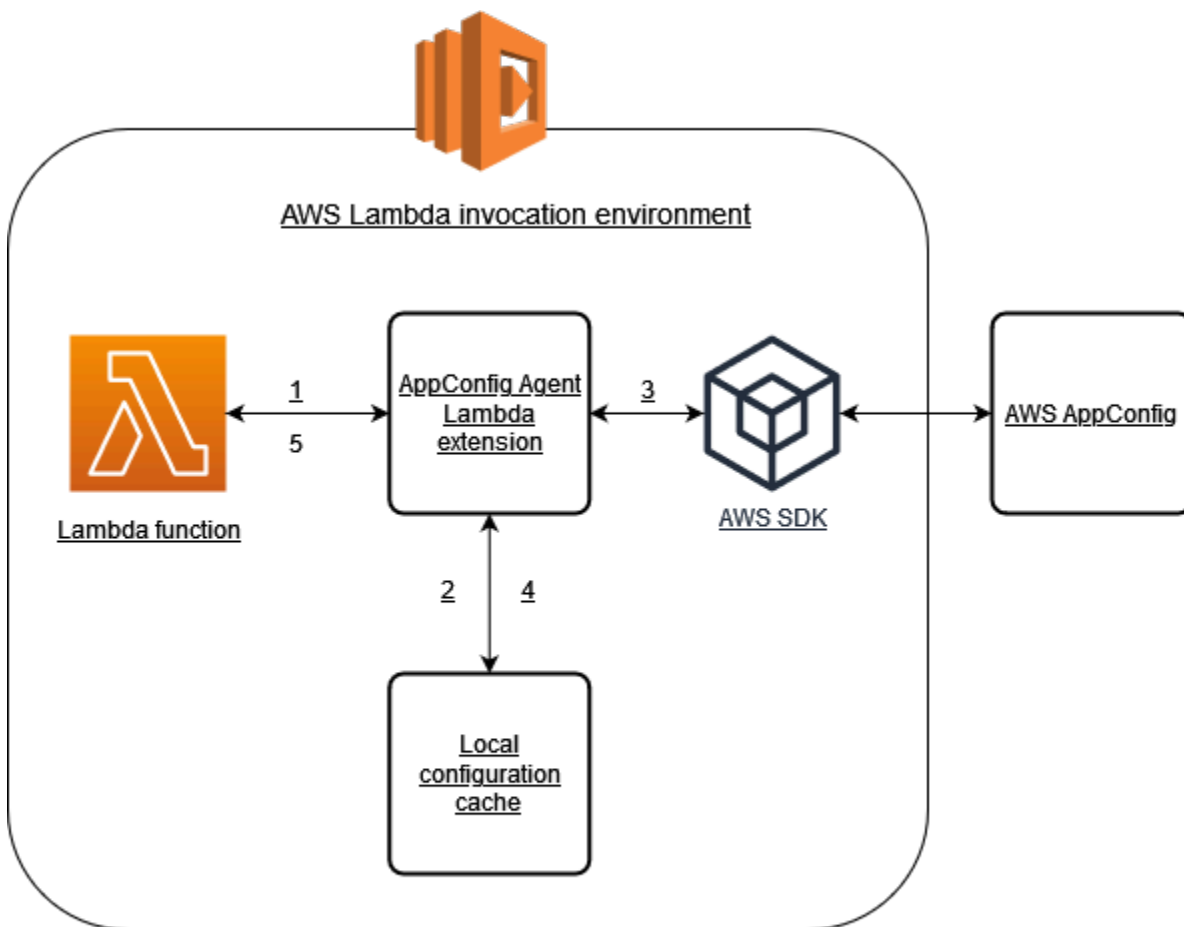 AWS Lambda invocation environment
1
5
Lambda function
AppConfig Agent
Lambda
extension
3
AWS SDK
AWS AppConfig
2
4
Local
configuration
cache